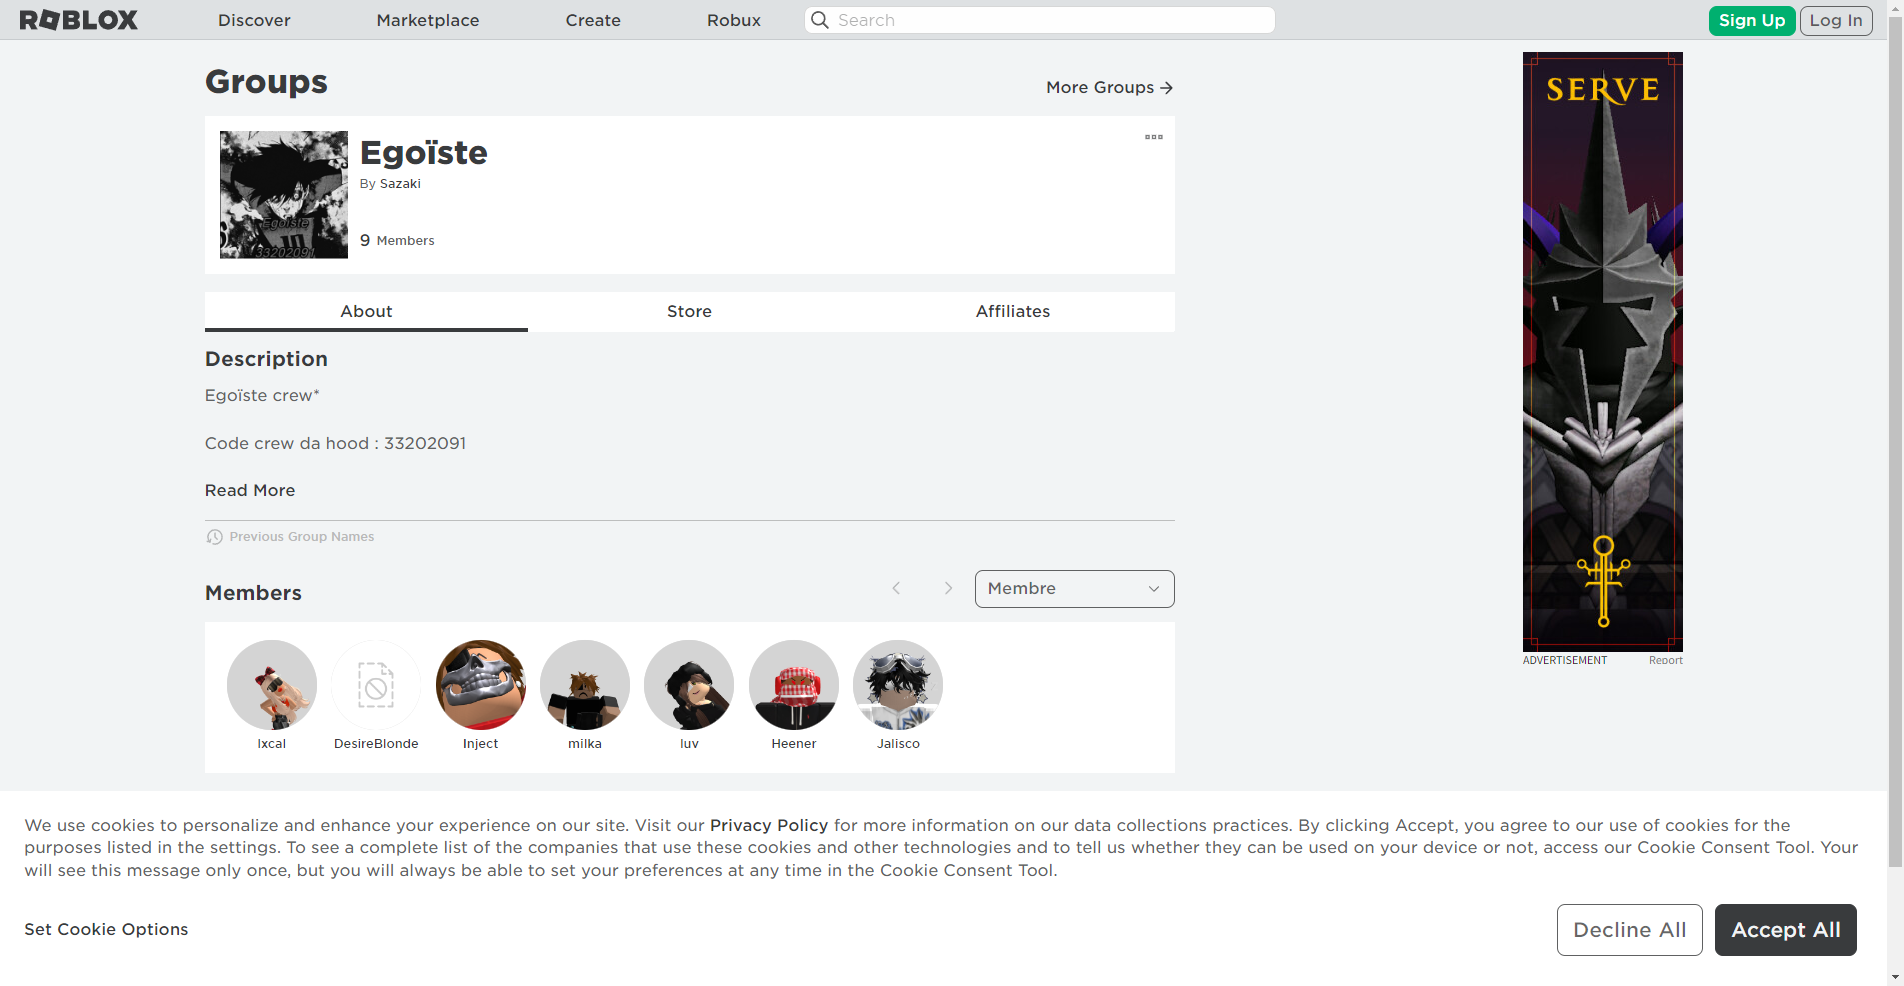 ROBLOX
Discover
Marketplace
Create
Robux
Search
Sign Up
Log In
Groups
More Groups
Egoïste
By Sazaki
9 Members
Egoïste
10
33202091
SERVE
About
Store
Affiliates
Description
Egoïste crew*
Code crew da hood : 33202091
Read More
Previous Group Names
Members
Membre
lxcal
DesireBlonde
Inject
milka
luv
Heener
Jalisco
ADVERTISEMENT
Report
We use cookies to personalize and enhance your experience on our site. Visit our Privacy Policy for more information on our data collections practices. By clicking Accept, you agree to our use of cookies for the
purposes listed in the settings. To see a complete list of the companies that use these cookies and other technologies and to tell us whether they can be used on your device or not, access our Cookie Consent Tool. Your
will see this message only once, but you will always be able to set your preferences at any time in the Cookie Consent Tool.
Set Cookie Options
Decline All
Accept All